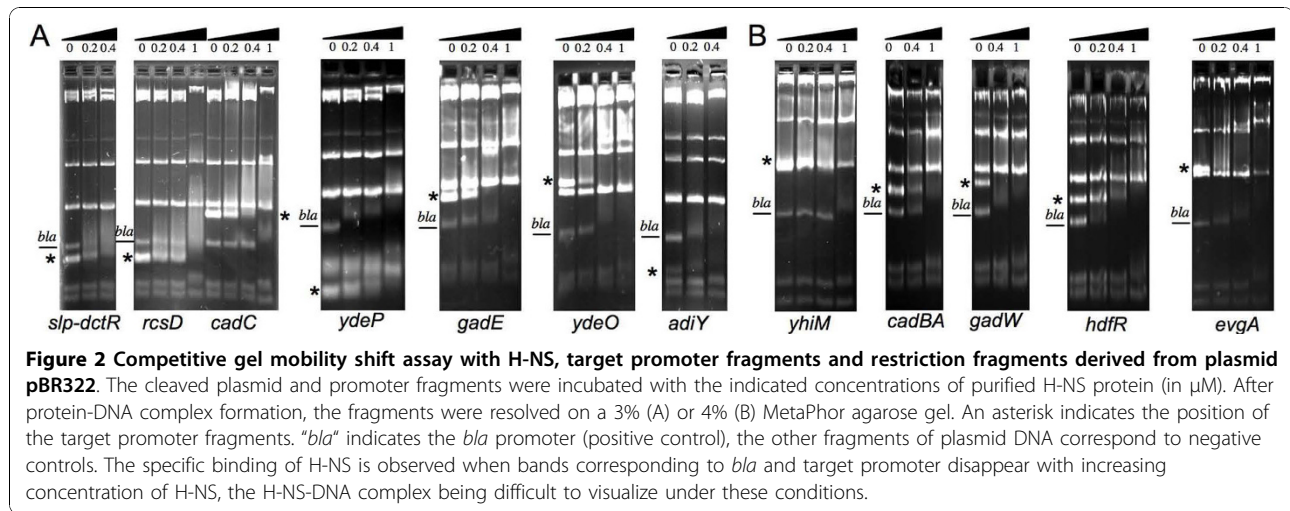 A
B
0 0.2 0.4
0 0.2 0.4 1
0 0.2 0.4 1
0 0.2 0.4 1
0 0.2 0.4 1
0 0.2 0.4 1
0 0.2 0.4
0 0.2 0.4 1
0 0.4 1
0 0.4 1
0 0.2 0.4 1
0 0.2 0.4 1
bla
*
bla
*
*
bla
*
*
bla
*
bla
bla
*
*
bla
*
bla
*
bla
*
bla
*
bla
slp-dctR rcsD cadC ydeP gadE ydeO adiY yhiM cadBA gadW hdfR evgA
Figure 2 Competitive gel mobility shift assay with H-NS, target promoter fragments and restriction fragments derived from plasmid
pBR322. The cleaved plasmid and promoter fragments were incubated with the indicated concentrations of purified H-NS protein (in μM). After
protein-DNA complex formation, the fragments were resolved on a 3% (A) or 4% (B) MetaPhor agarose gel. An asterisk indicates the position of
the target promoter fragments. "bla" indicates the bla promoter (positive control), the other fragments of plasmid DNA correspond to negative
controls. The specific binding of H-NS is observed when bands corresponding to bla and target promoter disappear with increasing
concentration of H-NS, the H-NS-DNA complex being difficult to visualize under these conditions.